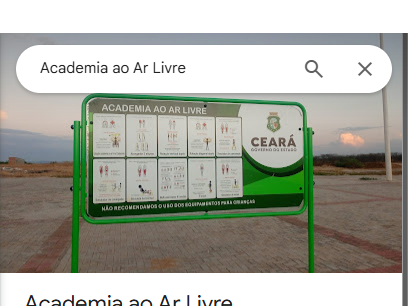 Academia ao Ar Livre
ACADEMIA AO AR LIVRE
CEARÁ
GOVERNO DO ESTADO
NÃO RECOMENDAMOS O USO DOS EQUIPAMENTOS PARA CRIANÇAS
Academia ao Ar Livre